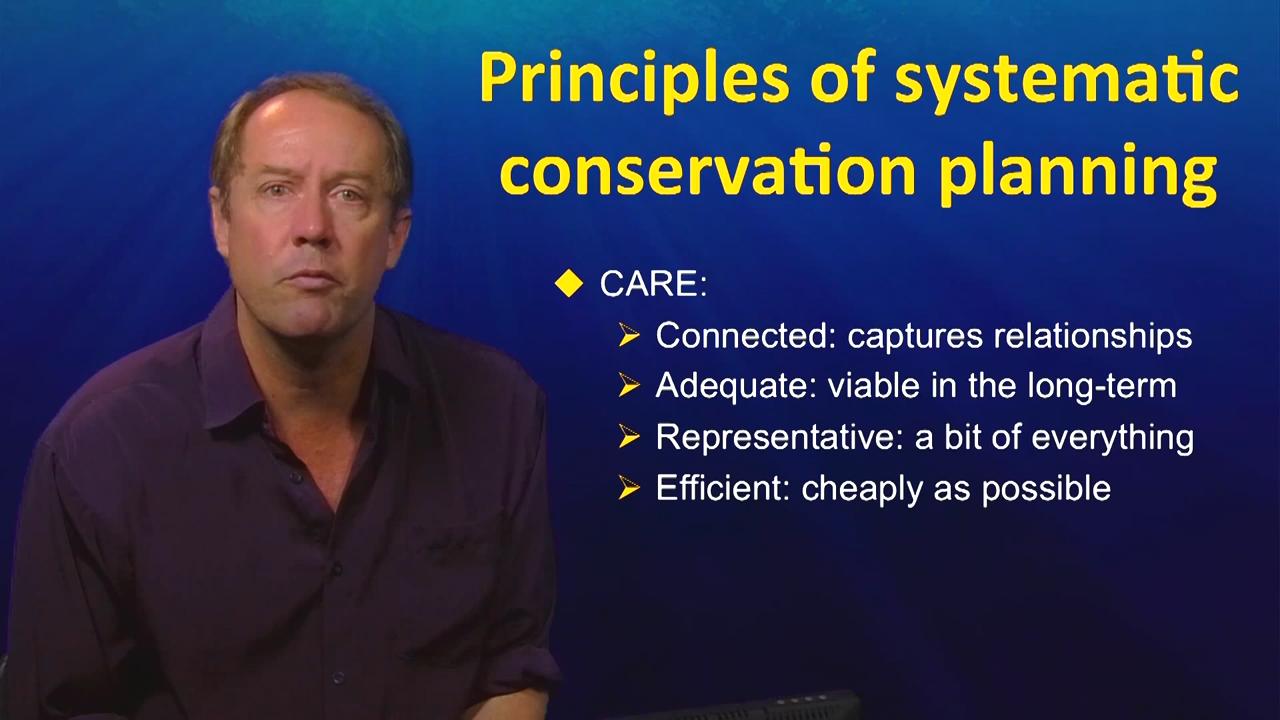 Principles of systematic
conservation planning
CARE:
Connected: captures relationships
Adequate: viable in the long-term
Representative: a bit of everything
Efficient: cheaply as possible